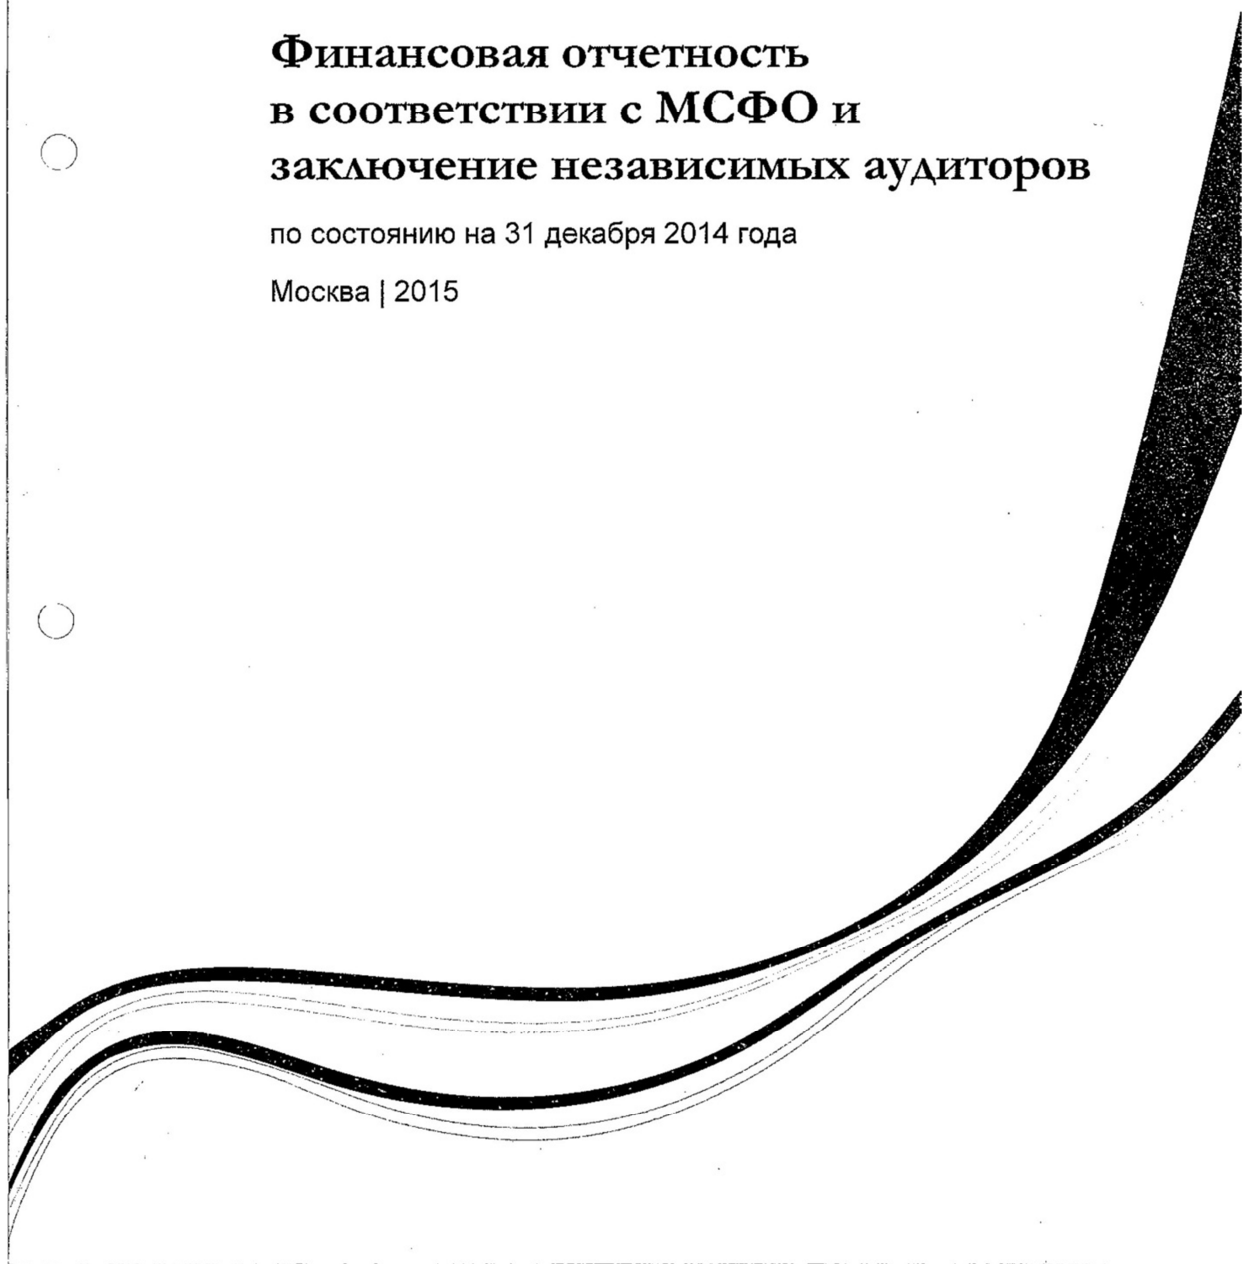 Финансовая отчетность
в соответствии с МСФО и
заключение независимых аудиторов
по состоянию на 31 декабря 2014 года
Москва | 2015